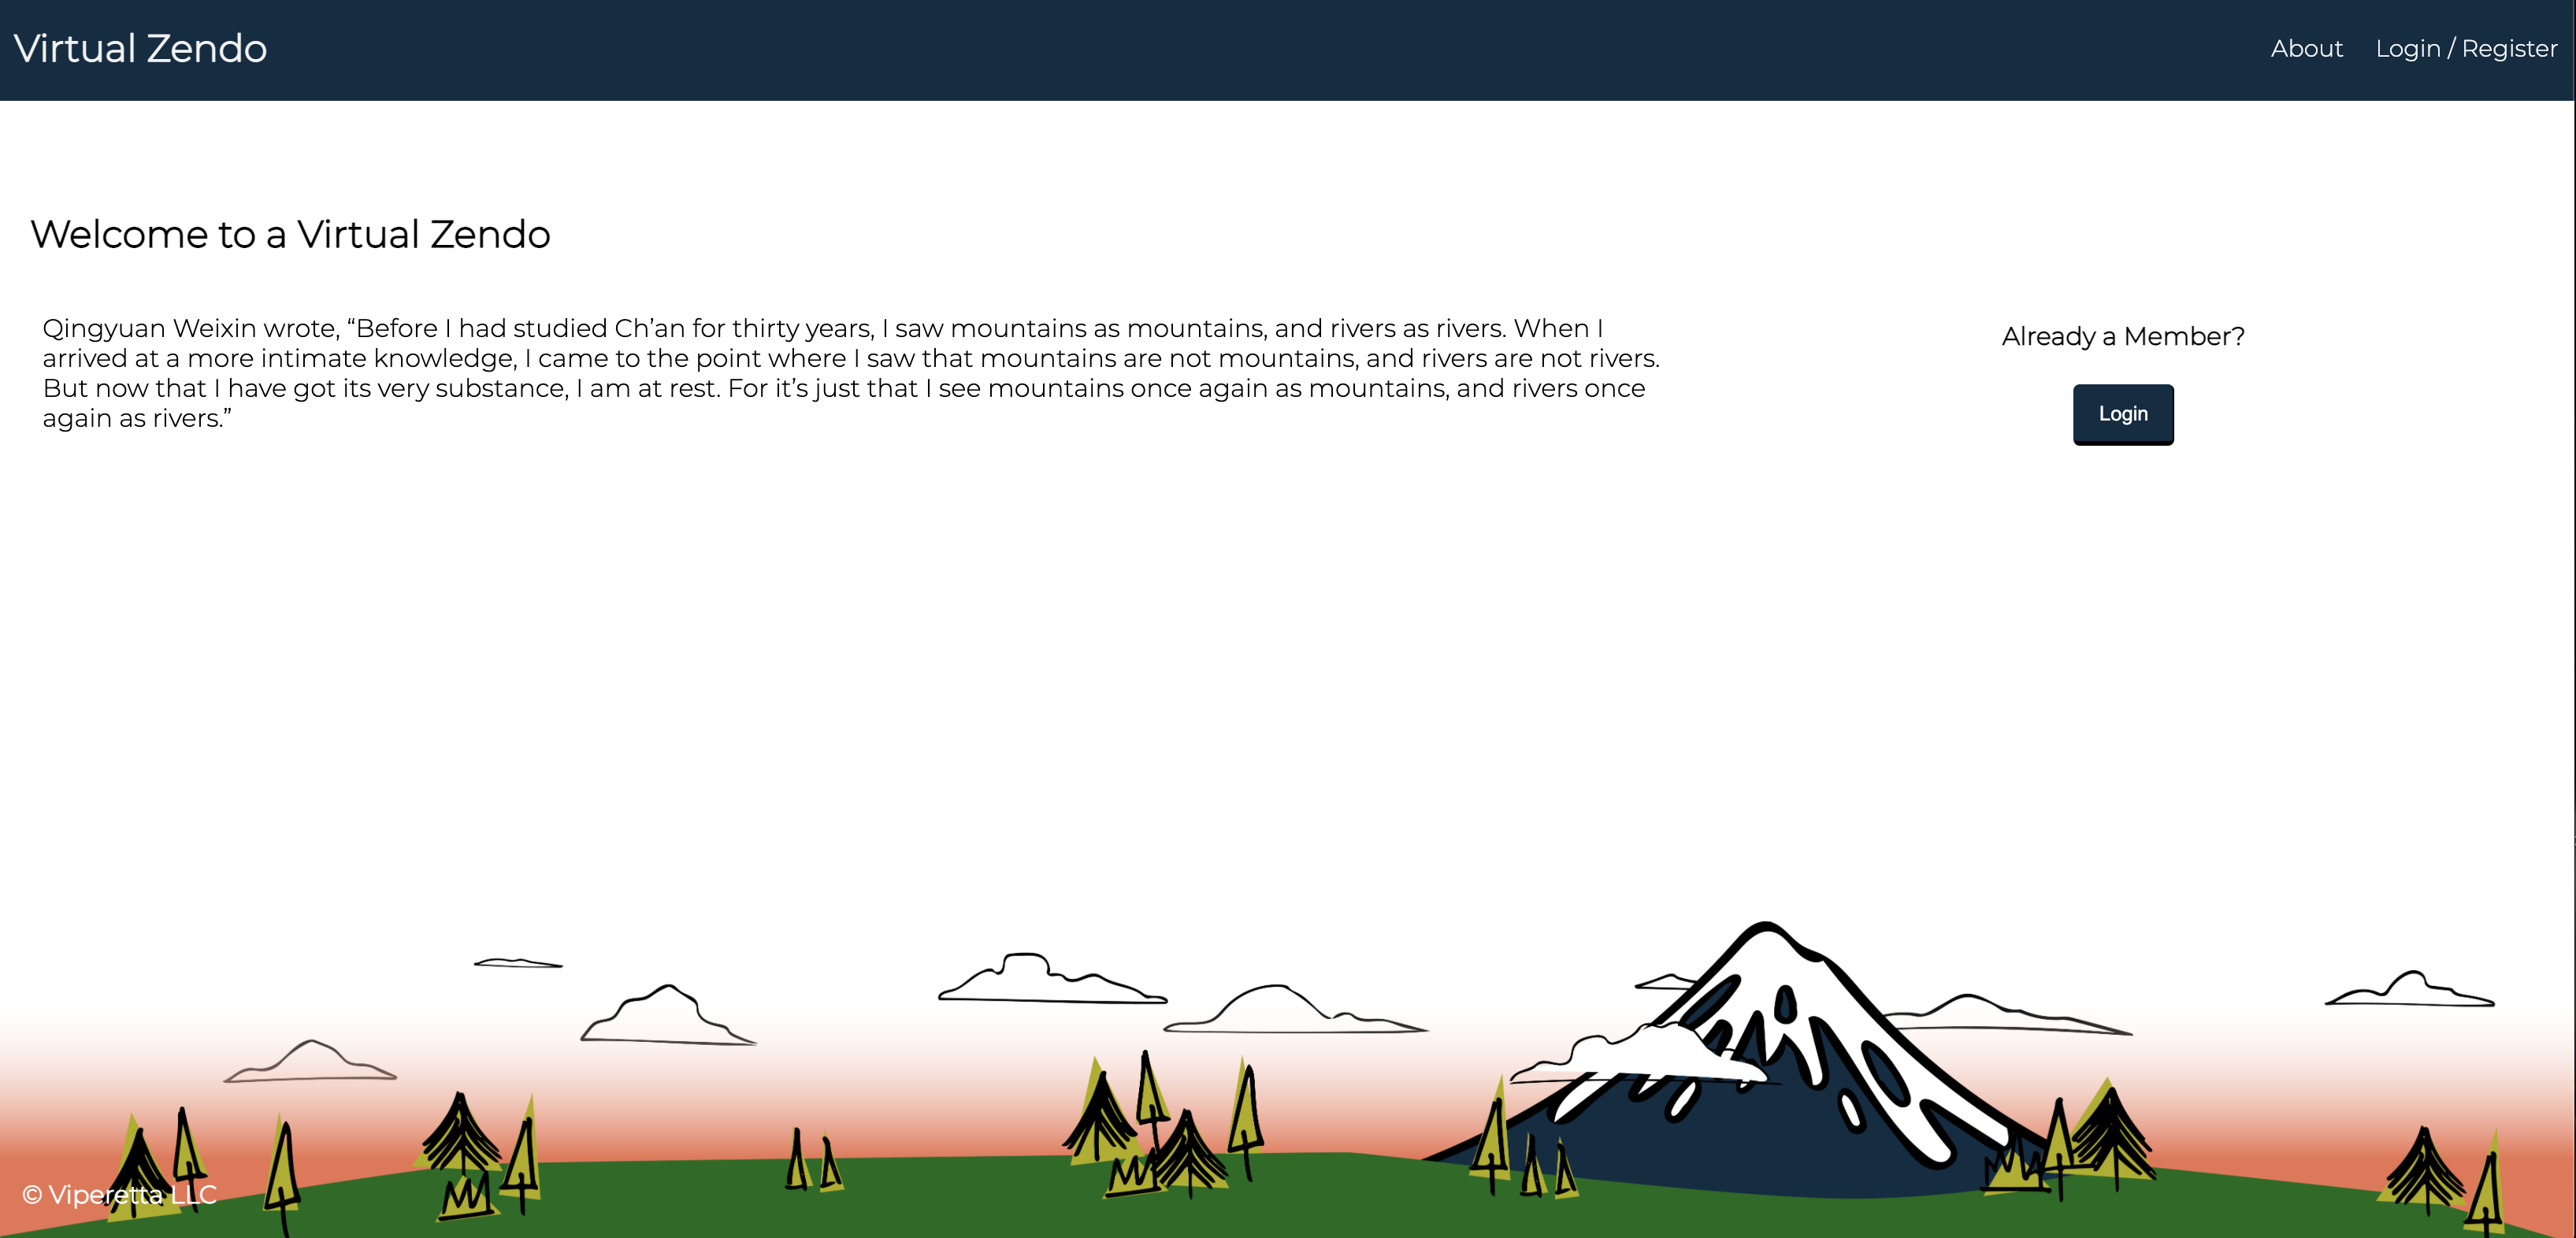 Virtual Zendo
About Login / Register
Welcome to a Virtual Zendo
Qingyuan Weixin wrote, “Before I had studied Ch’an for thirty years, I saw mountains as mountains, and rivers as rivers. When I
arrived at a more intimate knowledge, I came to the point where I saw that mountains are not mountains, and rivers are not rivers.
But now that I have got its very substance, I am at rest. For it’s just that I see mountains once again as mountains, and rivers once
again as rivers.”
Already a Member?
Login
© Viperetta LLC